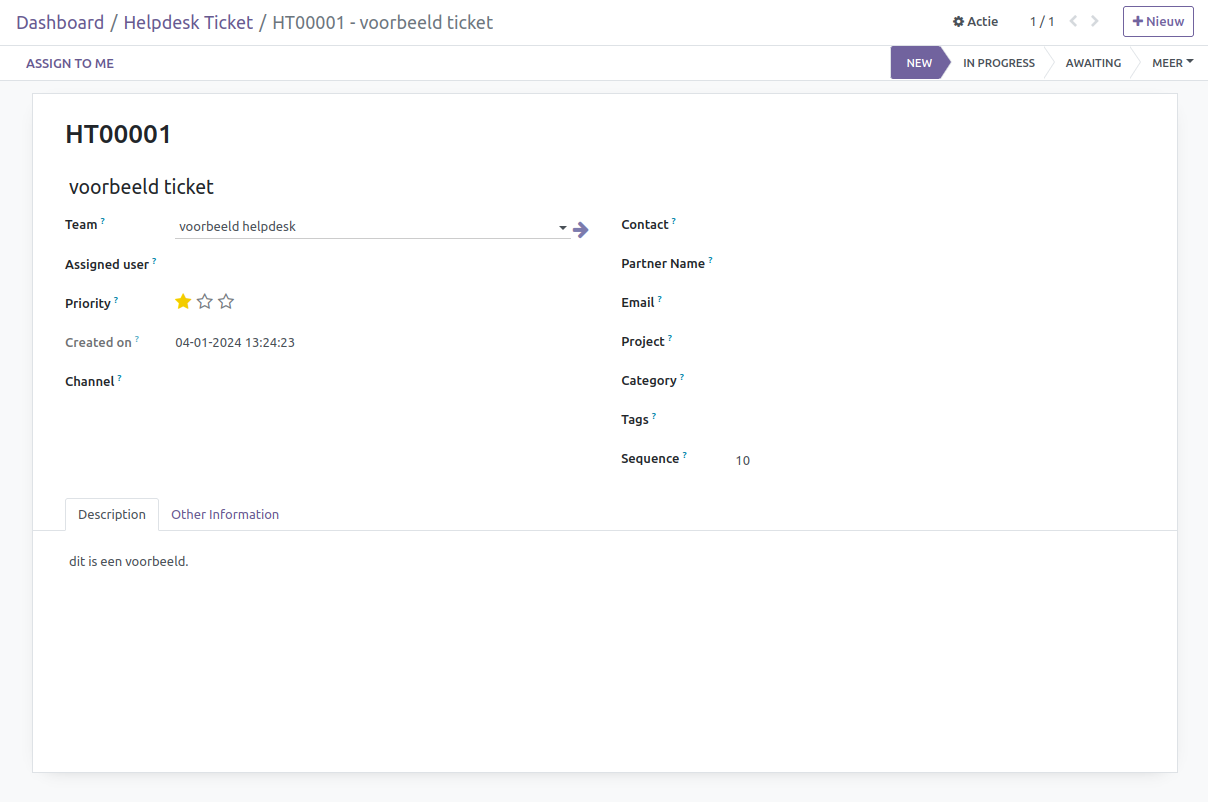 Dashboard / Helpdesk Ticket / HT00001 - voorbeeld ticket
Actie
1 / 1
Nieuw
ASSIGN TO ME
NEW
IN PROGRESS
AWAITING
MEER
HT00001
voorbeeld ticket
Team ?
voorbeeld helpdesk
Assigned user ?
Priority ?
Created on ?
04-01-2024 13:24:23
Channel ?
Contact ?
Partner Name ?
Email ?
Project ?
Category ?
Tags ?
Sequence ?
10
Description
Other Information
dit is een voorbeeld.